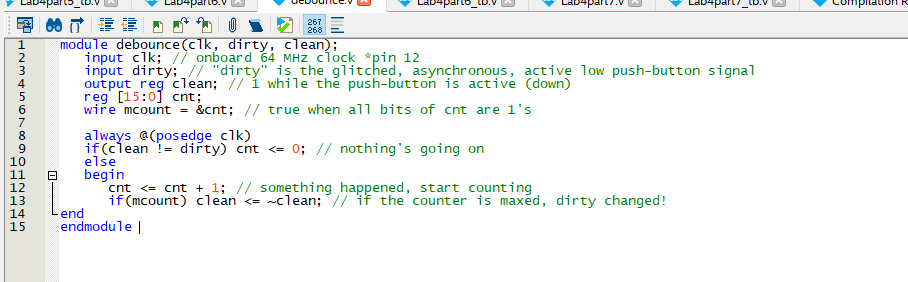 Lab4part5_tb.v Lab4part6.v debounce.v Lab4part6_tb.v Lab4part7.v Lab4part7_tb.v Compilation R
267
268
1 module debounce(clk, dirty, clean);
2 input clk; // onboard 64 MHz clock *pin 12
3 input dirty; // "dirty" is the glitched, asynchronous, active low push-button signal
4 output reg clean; // 1 while the push-button is active (down)
5 reg [15:0] cnt;
6 wire mcount = &cnt; // true when all bits of cnt are 1's
7
8 always @(posedge clk)
9 if(clean != dirty) cnt <= 0; // nothing's going on
10 else
11 begin
12 cnt <= cnt + 1; // something happened, start counting
13 if(mcount) clean <= ~clean; // if the counter is maxed, dirty changed!
14 end
15 endmodule